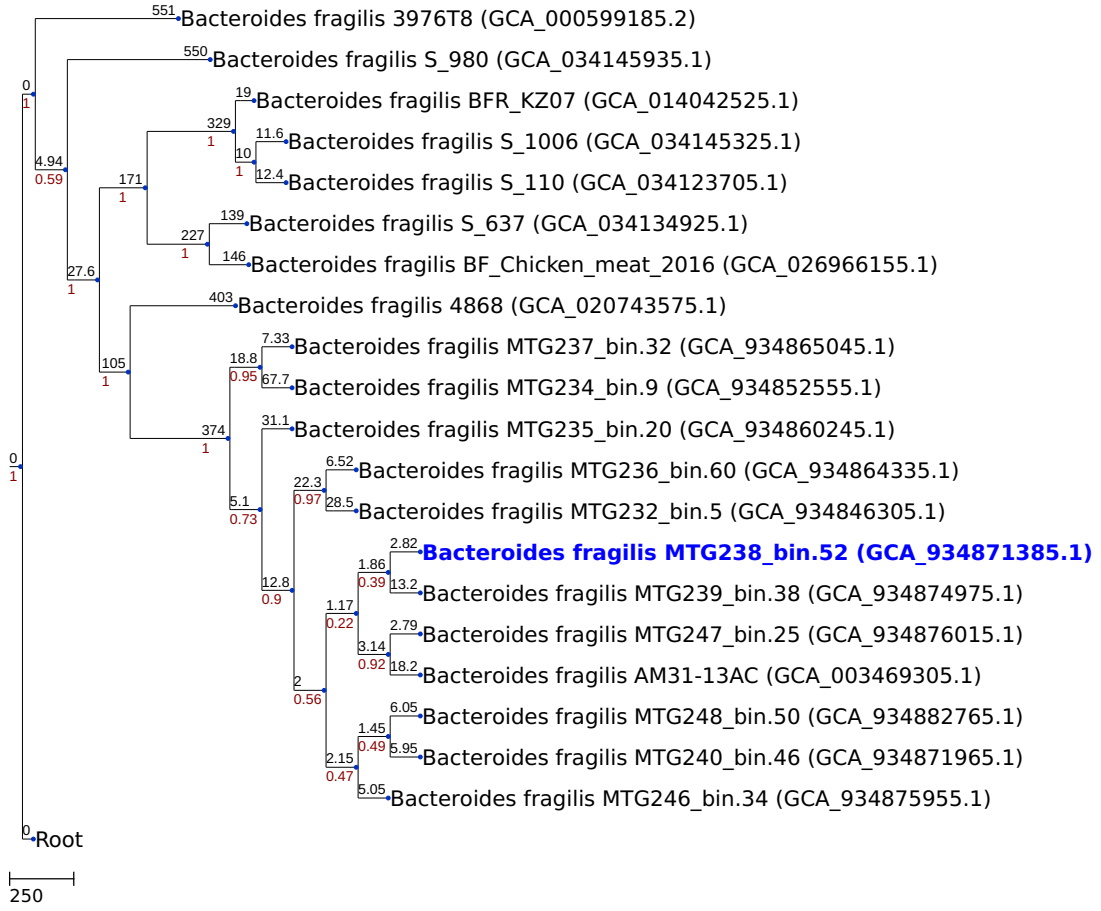 551 Bacteroides fragilis 3976T8 (GCA_000599185.2)
550 Bacteroides fragilis S_980 (GCA_034145935.1)
0
1
19 Bacteroides fragilis BFR_KZ07 (GCA_014042525.1)
329
1
11.6 Bacteroides fragilis S_1006 (GCA_034145325.1)
10
1
12.4 Bacteroides fragilis S_110 (GCA_034123705.1)
4.94
0.59
171
1
139 Bacteroides fragilis S_637 (GCA_034134925.1)
227
1
146 Bacteroides fragilis BF_Chicken_meat_2016 (GCA_026966155.1)
27.6
1
403 Bacteroides fragilis 4868 (GCA_020743575.1)
7.33 Bacteroides fragilis MTG237_bin.32 (GCA_934865045.1)
105
1
18.8
0.95
67.7 Bacteroides fragilis MTG234_bin.9 (GCA_934852555.1)
31.1 Bacteroides fragilis MTG235_bin.20 (GCA_934860245.1)
374
1
0
1
6.52 Bacteroides fragilis MTG236_bin.60 (GCA_934864335.1)
22.3
0.97
28.5 Bacteroides fragilis MTG232_bin.5 (GCA_934846305.1)
5.1
0.73
2.82 Bacteroides fragilis MTG238_bin.52 (GCA_934871385.1)
1.86
0.39
13.2 Bacteroides fragilis MTG239_bin.38 (GCA_934874975.1)
12.8
0.9
1.17
0.22
2.79 Bacteroides fragilis MTG247_bin.25 (GCA_934876015.1)
3.14
0.92
18.2 Bacteroides fragilis AM31-13AC (GCA_003469305.1)
2
0.56
6.05 Bacteroides fragilis MTG248_bin.50 (GCA_934882765.1)
1.45
0.49
5.95 Bacteroides fragilis MTG240_bin.46 (GCA_934871965.1)
2.15
0.47
5.05 Bacteroides fragilis MTG246_bin.34 (GCA_934875955.1)
0 Root
250